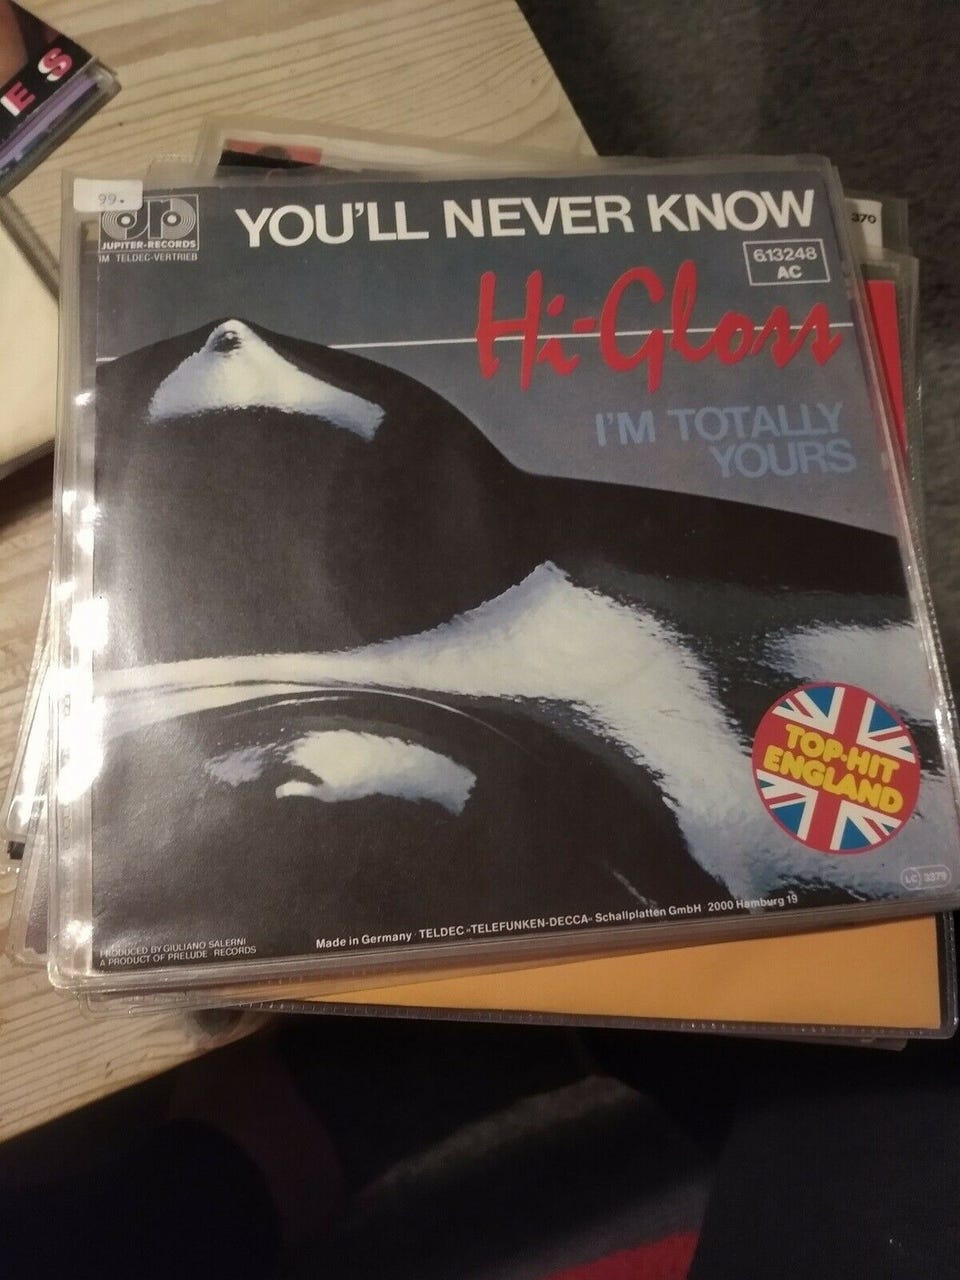 ES
99.
JR
JUPITER-RECORDS
IM TELDEC-VERTRIEB
YOU'LL NEVER KNOW
370
6.13248
AC
Hi-Gloss
I'M TOTALLY
YOURS
TOP-HIT
ENGLAND
LC 3379
PRODUCED BY GIULIANO SALERNI
A PRODUCT OF PRELUDE RECORDS
Made in Germany · TELDEC »TELEFUNKEN-DECCA« Schallplatten GmbH · 2000 Hamburg 19